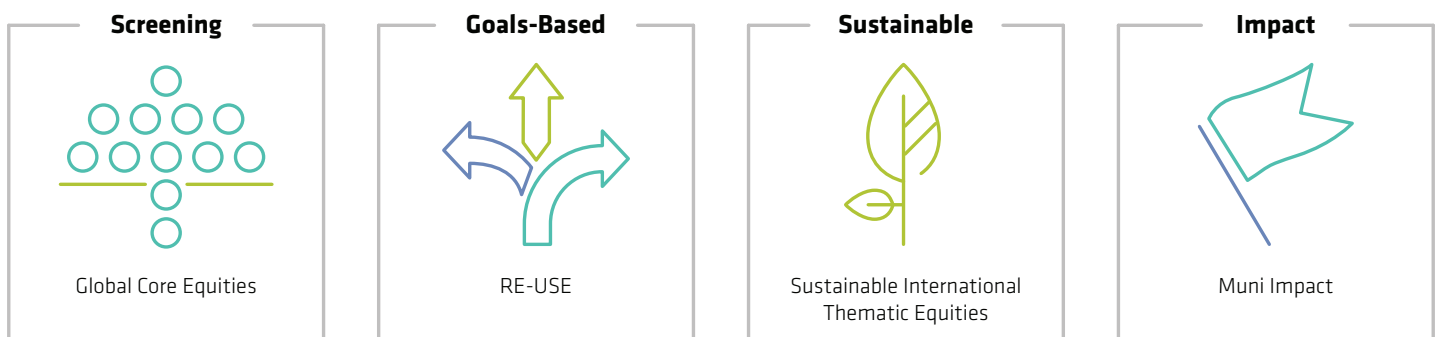 Screening
Global Core Equities
Goals-Based
RE-USE
Sustainable
Sustainable International
Thematic Equities
Impact
Muni Impact